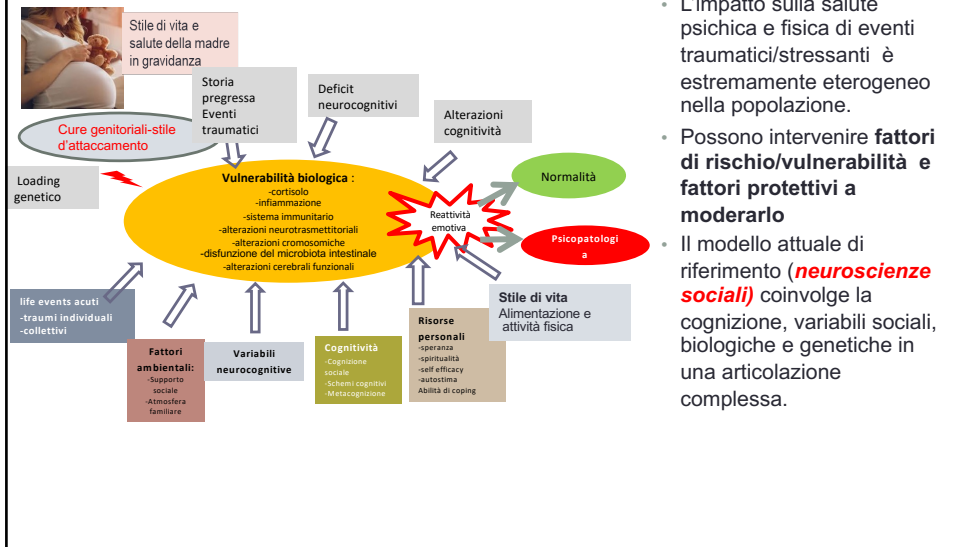 Stile di vita e
salute della madre
in gravidanza
Storia
pregressa
Eventi
traumatici
Deficit
neurocognitivi
Alterazioni
cognitività
Cure genitoriali-stile
d'attaccamento
Loading
genetico
Vulnerabilità biologica :
-cortisolo
-infiammazione
-sistema immunitario
-alterazioni neurotrasmettitoriali
-alterazioni cromosomiche
-disfunzione del microbiota intestinale
-alterazioni cerebrali funzionali
Reattività
emotiva
Normalità
Psicopatologi
a
life events acuti
-traumi individuali
-collettivi
Fattori
ambientali:
-Supporto
sociale
-Atmosfera
familiare
Variabili
neurocognitive
Cognitività
-Cognizione
sociale
-Schemi cognitivi
-Metacognizione
Risorse
personali
-speranza
-spiritualità
-self efficacy
-autostima
Abilità di coping
Stile di vita
Alimentazione e
attività fisica
• L'impatto sulla salute
psichica e fisica di eventi
traumatici/stressanti è
estremamente eterogeneo
nella popolazione.
• Possono intervenire fattori
di rischio/vulnerabilità e
fattori protettivi a
moderarlo
• Il modello attuale di
riferimento (neuroscienze
sociali) coinvolge la
cognizione, variabili sociali,
biologiche e genetiche in
una articolazione
complessa.